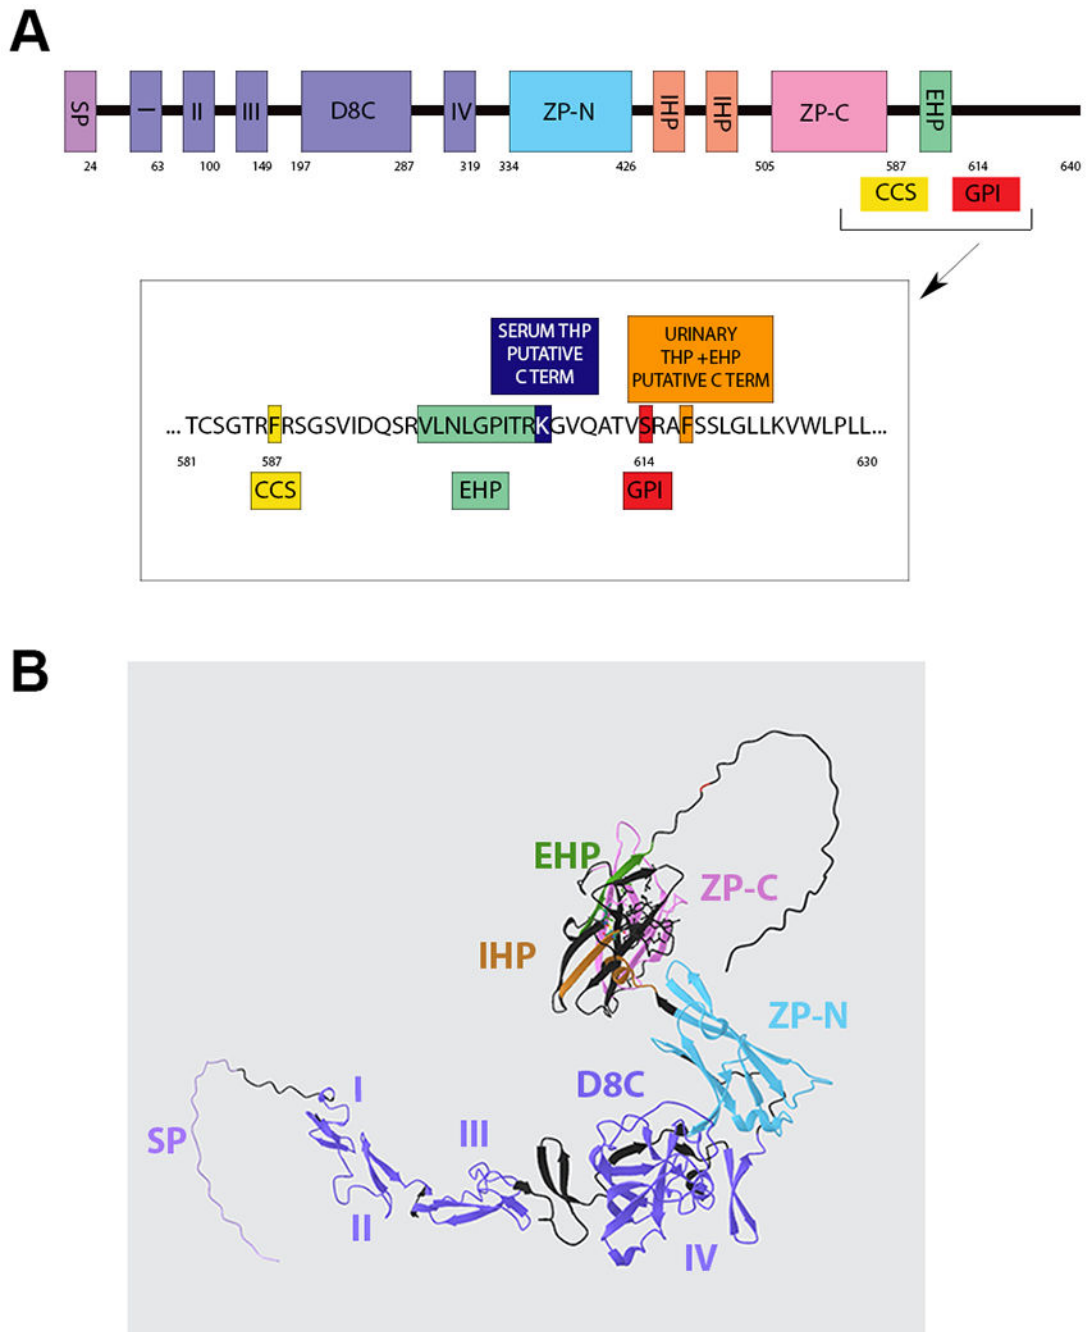 A
SP I II III D8C IV ZP-N IHP IHP ZP-C EHP
24 63 100 149 197 287 319 334 426 505 587 614 640
CCS GPI
SERUM THP
PUTATIVE
C TERM
URINARY
THP +EHP
PUTATIVE C TERM
... TCSGTRFRSGSVIDQSRVLNLGPITRKGVQATVSRAFSSLGLLKVWLPLL...
581 587 614 630
CCS EHP GPI
B
EHP
ZP-C
IHP
ZP-N
D8C
I
III
SP
II
IV